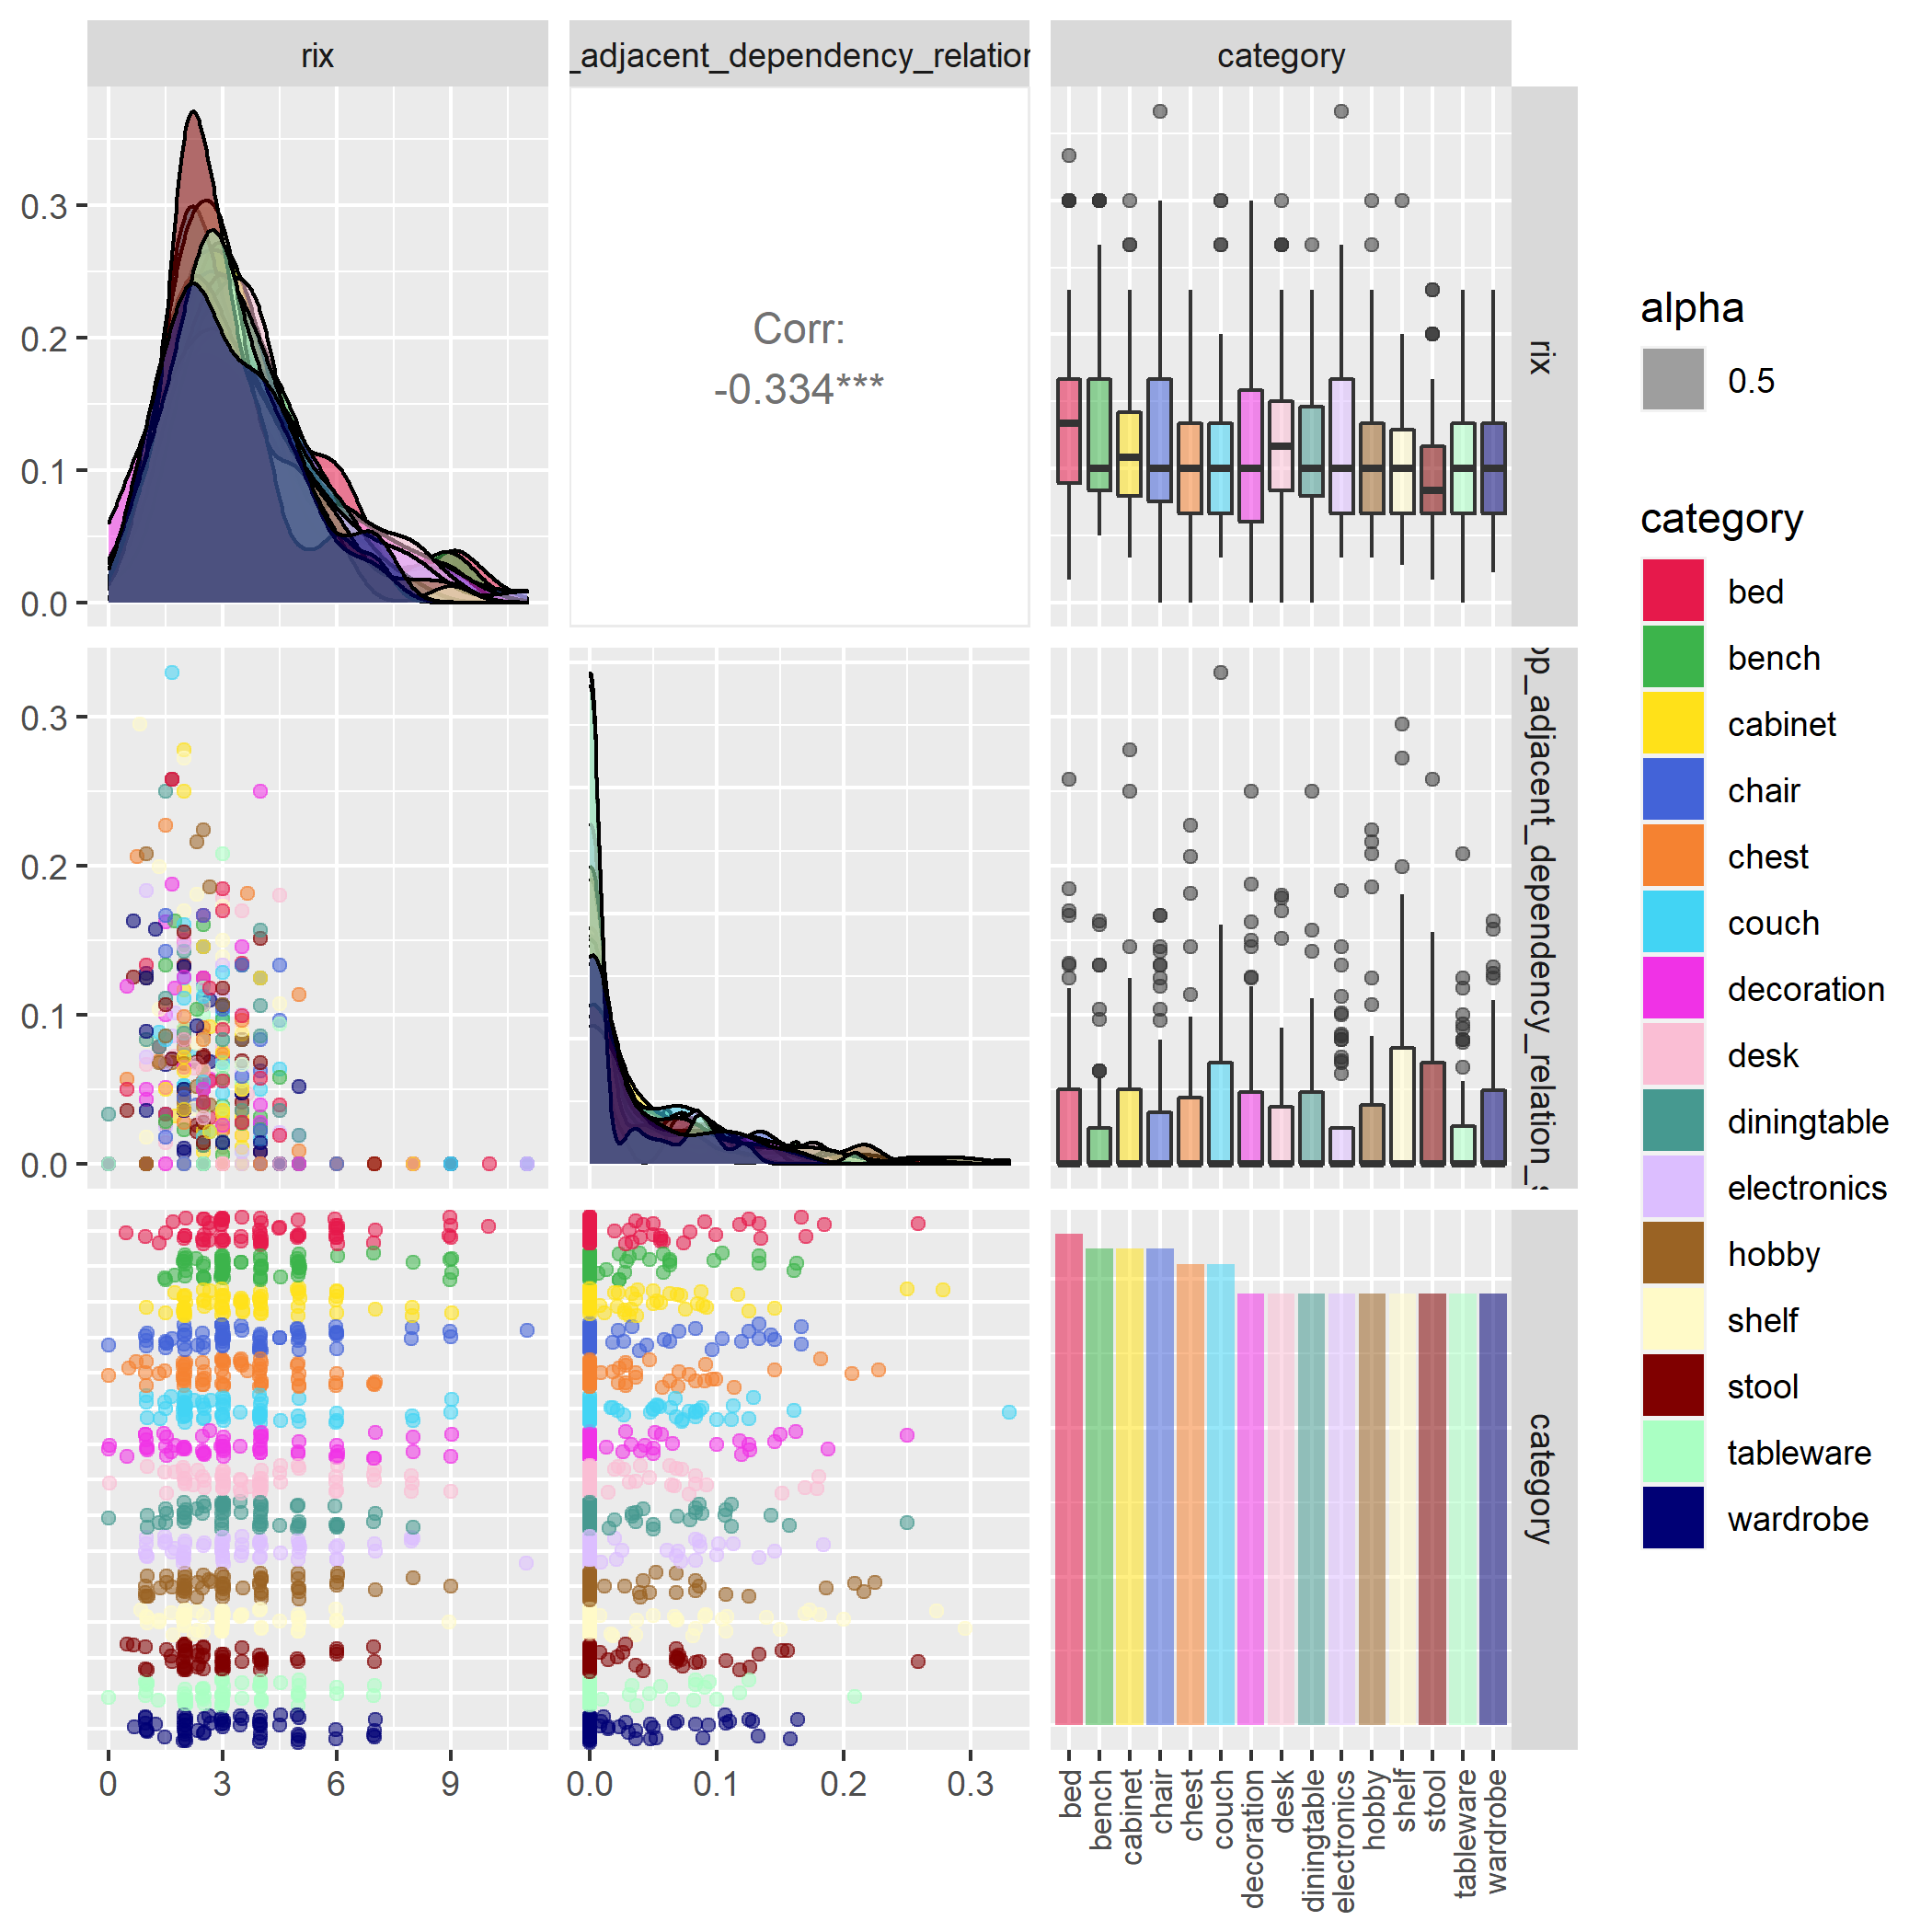 rix
_adjacent_dependency_relation
category
0.3
0.2
0.1
0.0
Corr:
-0.334***
rix
0.3
0.2
0.1
0.0
pp_adjacent_dependency_relation_s
category
0
3
6
9
0.0
0.1
0.2
0.3
bed
bench
cabinet
chair
chest
couch
decoration
desk
diningtable
electronics
hobby
shelf
stool
tableware
wardrobe
alpha
0.5
category
bed
bench
cabinet
chair
chest
couch
decoration
desk
diningtable
electronics
hobby
shelf
stool
tableware
wardrobe